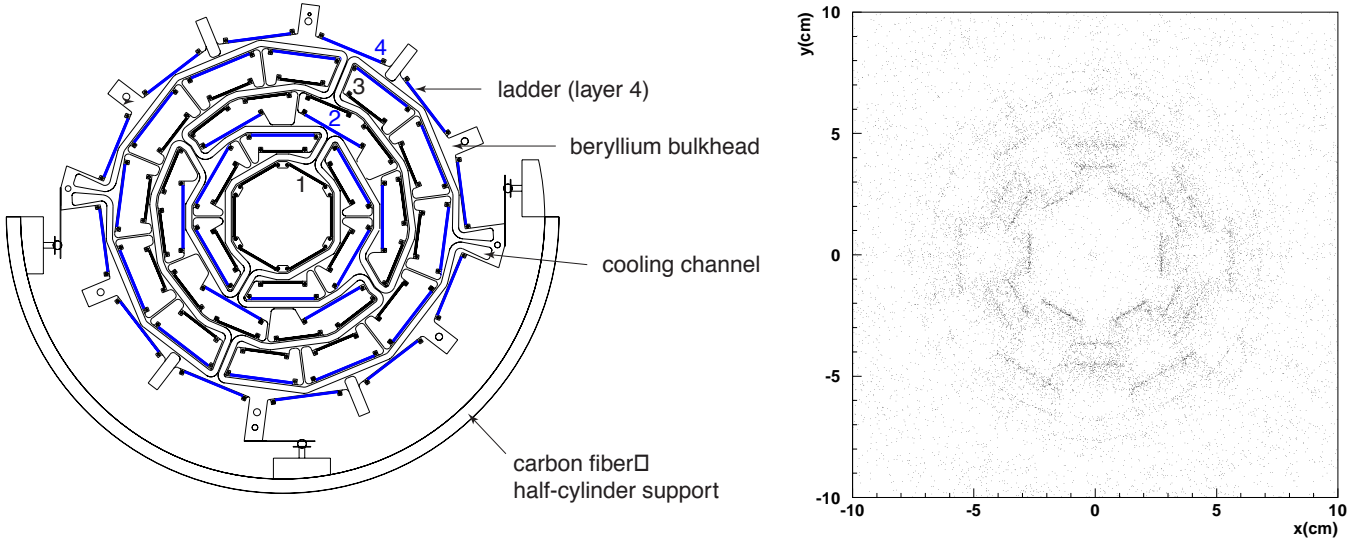 4
3
ladder (layer 4)
2
beryllium bulkhead
1
cooling channel
carbon fiber□
half-cylinder support
y(cm)
10
5
0
-5
-10
-10
-5
0
5
10
x(cm)